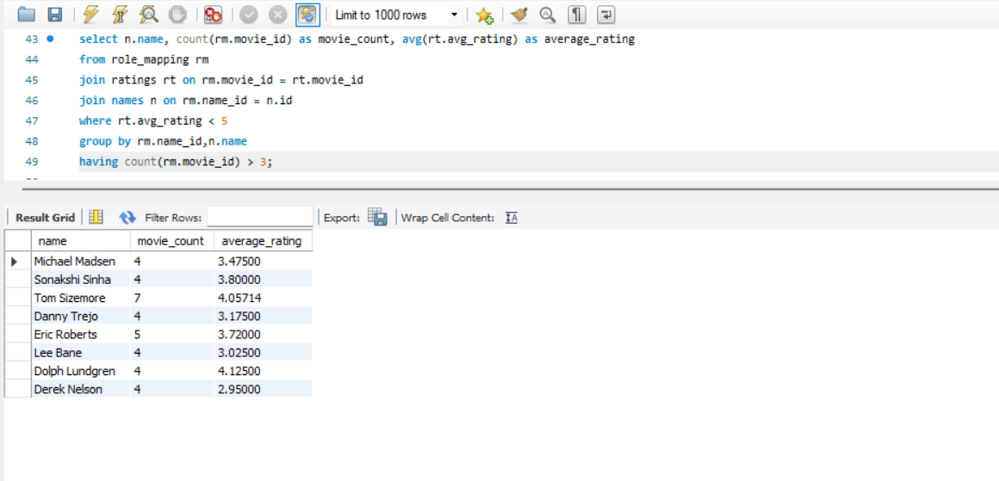 Limit to 1000 rows
43 select n.name, count(rm.movie_id) as movie_count, avg(rt.avg_rating) as average_rating
44 from role_mapping rm
45 join ratings rt on rm.movie_id = rt.movie_id
46 join names n on rm.name_id = n.id
47 where rt.avg_rating < 5
48 group by rm.name_id,n.name
49 having count(rm.movie_id) > 3;
Result Grid Filter Rows: Export: Wrap Cell Content:
name movie_count average_rating
Michael Madsen 4 3.47500
Sonakshi Sinha 4 3.80000
Tom Sizemore 7 4.05714
Danny Trejo 4 3.17500
Eric Roberts 5 3.72000
Lee Bane 4 3.02500
Dolph Lundgren 4 4.12500
Derek Nelson 4 2.95000